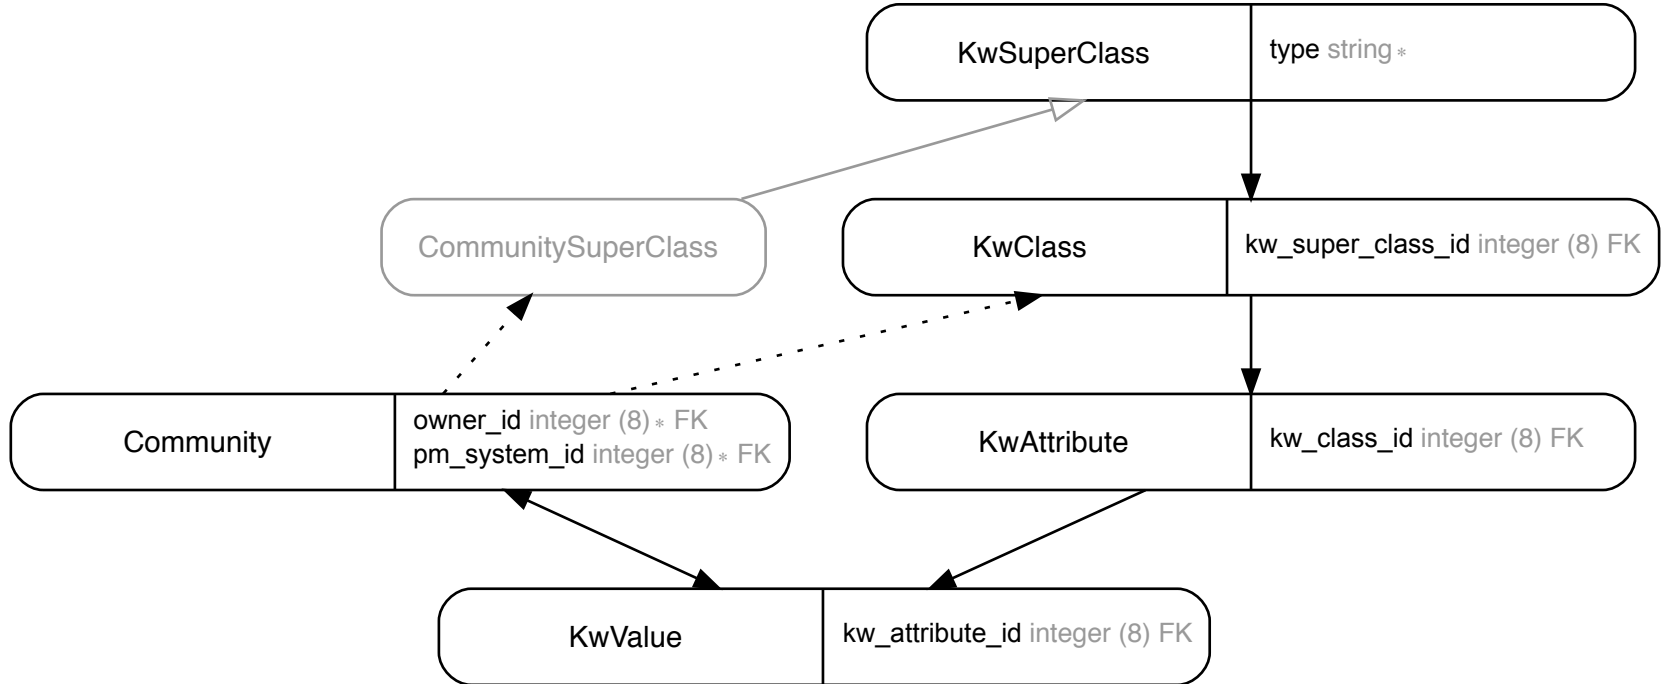 KwSuperClass
type string *
CommunitySuperClass
KwClass
kw_super_class_id integer (8) FK
Community
owner_id integer (8) * FK
pm_system_id integer (8) * FK
KwAttribute
kw_class_id integer (8) FK
KwValue
kw_attribute_id integer (8) FK